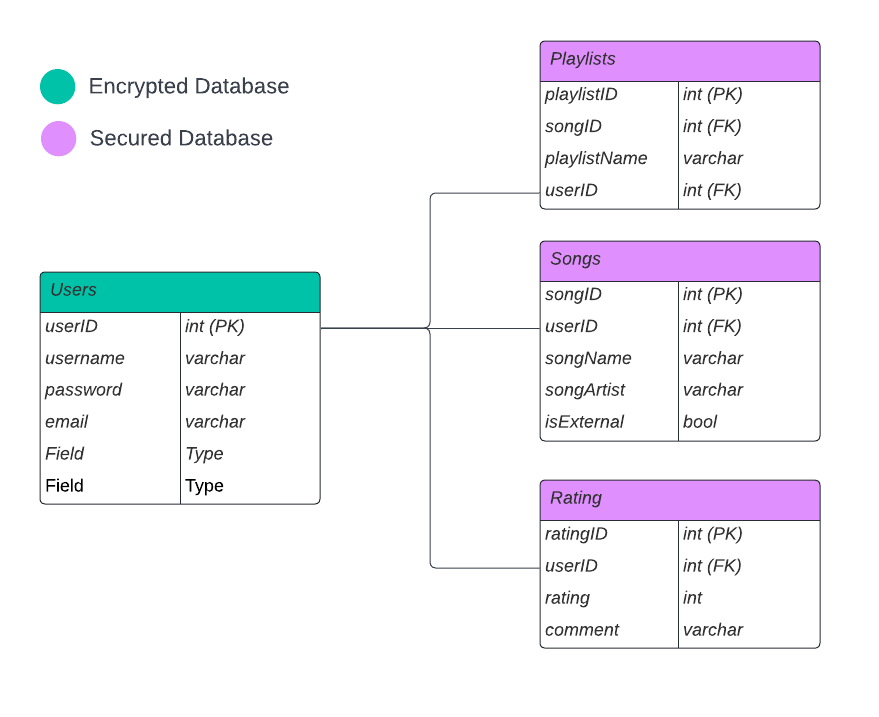 Encrypted Database
Secured Database
Users
userID int (PK)
username varchar
password varchar
email varchar
Field Type
Field Type
Playlists
playlistID int (PK)
songID int (FK)
playlistName varchar
userID int (FK)
Songs
songID int (PK)
userID int (FK)
songName varchar
songArtist varchar
isExternal bool
Rating
ratingID int (PK)
userID int (FK)
rating int
comment varchar